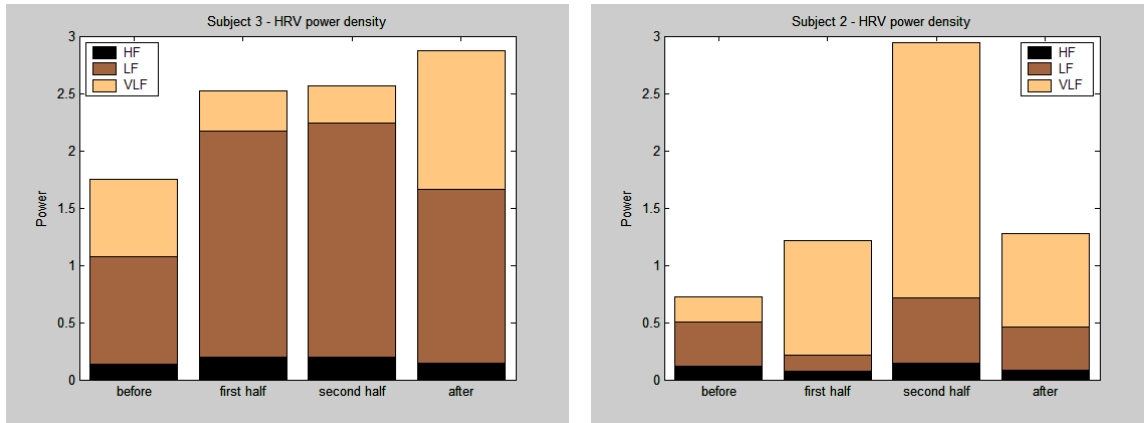 Subject 3 - HRV power density
3
HF
LF
VLF
2.5
2
1.5
1
0.5
0
Power
before first half second half after
Subject 2 - HRV power density
3
HF
LF
VLF
2.5
2
1.5
1
0.5
0
Power
before first half second half after